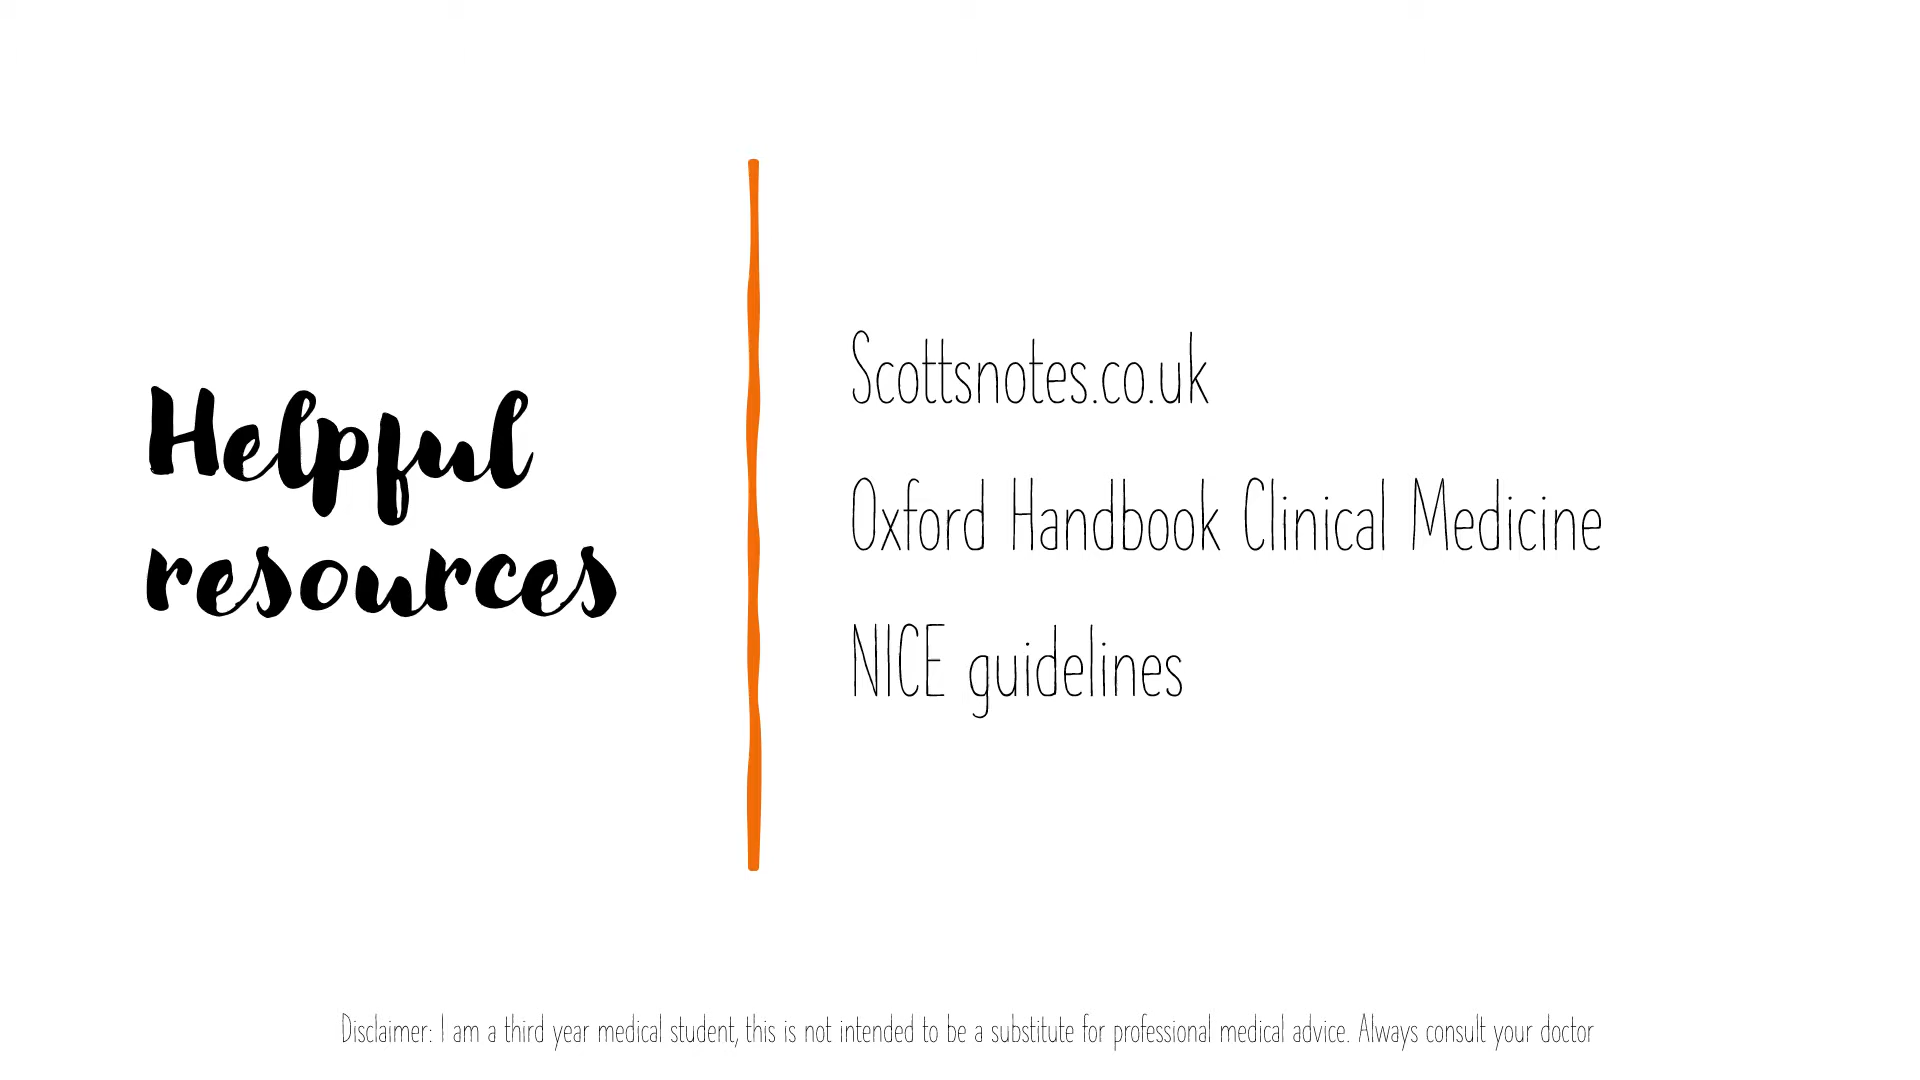 Helpful
resources
Scottsnotes.co.uk
Oxford Handbook Clinical Medicine
NICE guidelines
Disclaimer: I am a third year medical student, this is not intended to be a substitute for professional medical advice. Always consult your doctor